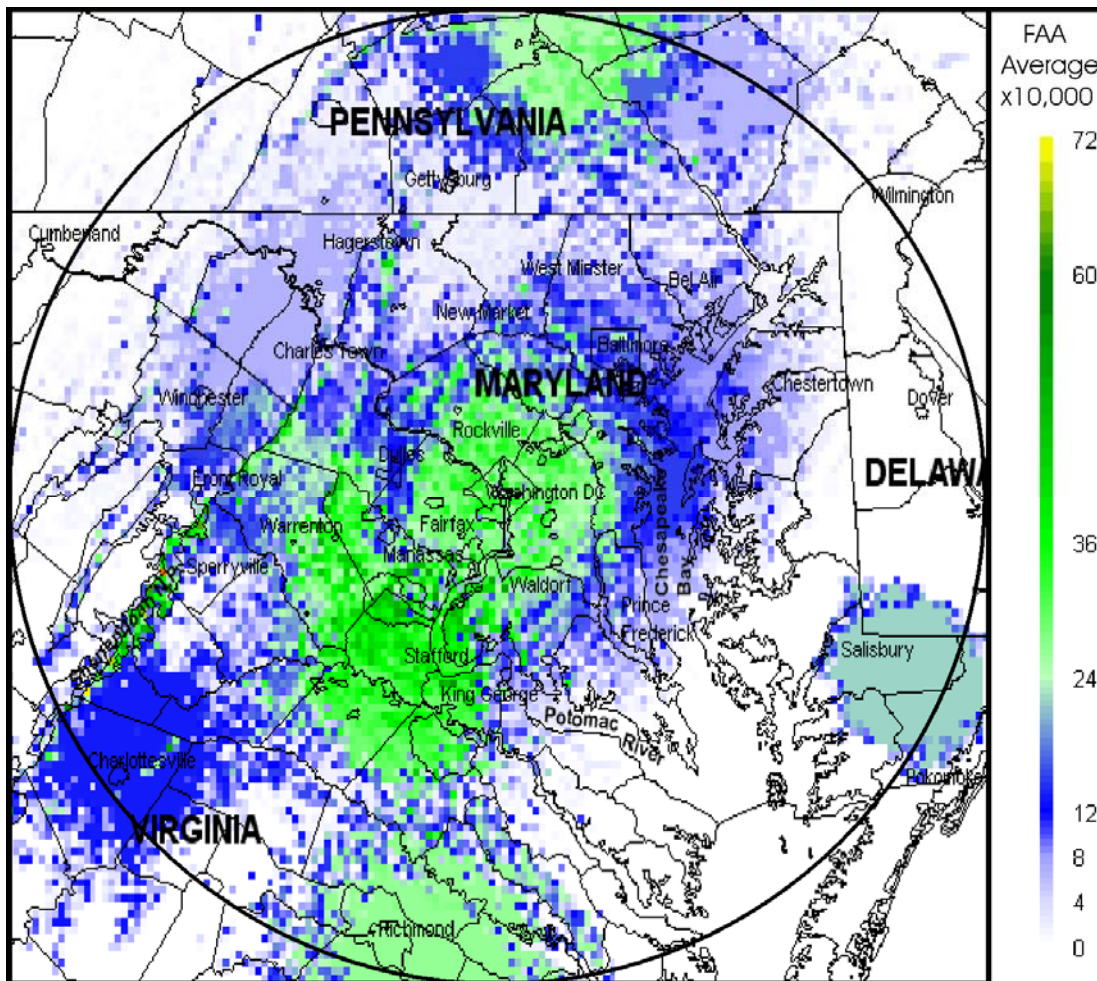 FAA
Average
x10,000
72
60
36
24
12
8
4
0
PENNSYLVANIA
Gettysburg
Wilmington
Cumberland
Hagerstown
West Minster
Bel Air
New Market
Baltimore
Charles Town
MARYLAND
Chestertown
Winchester
Dover
Rockville
Dulles
DELAWA
Front Royal
Washington DC
Warrenton
Fairfax
Chesapeake
Bay
Manassas
Sperryville
Waldorf
Prince
Frederick
Salisbury
Stafford
King George
Potomac
River
Charlottesville
Pokomoke
VIRGINIA
Richmond